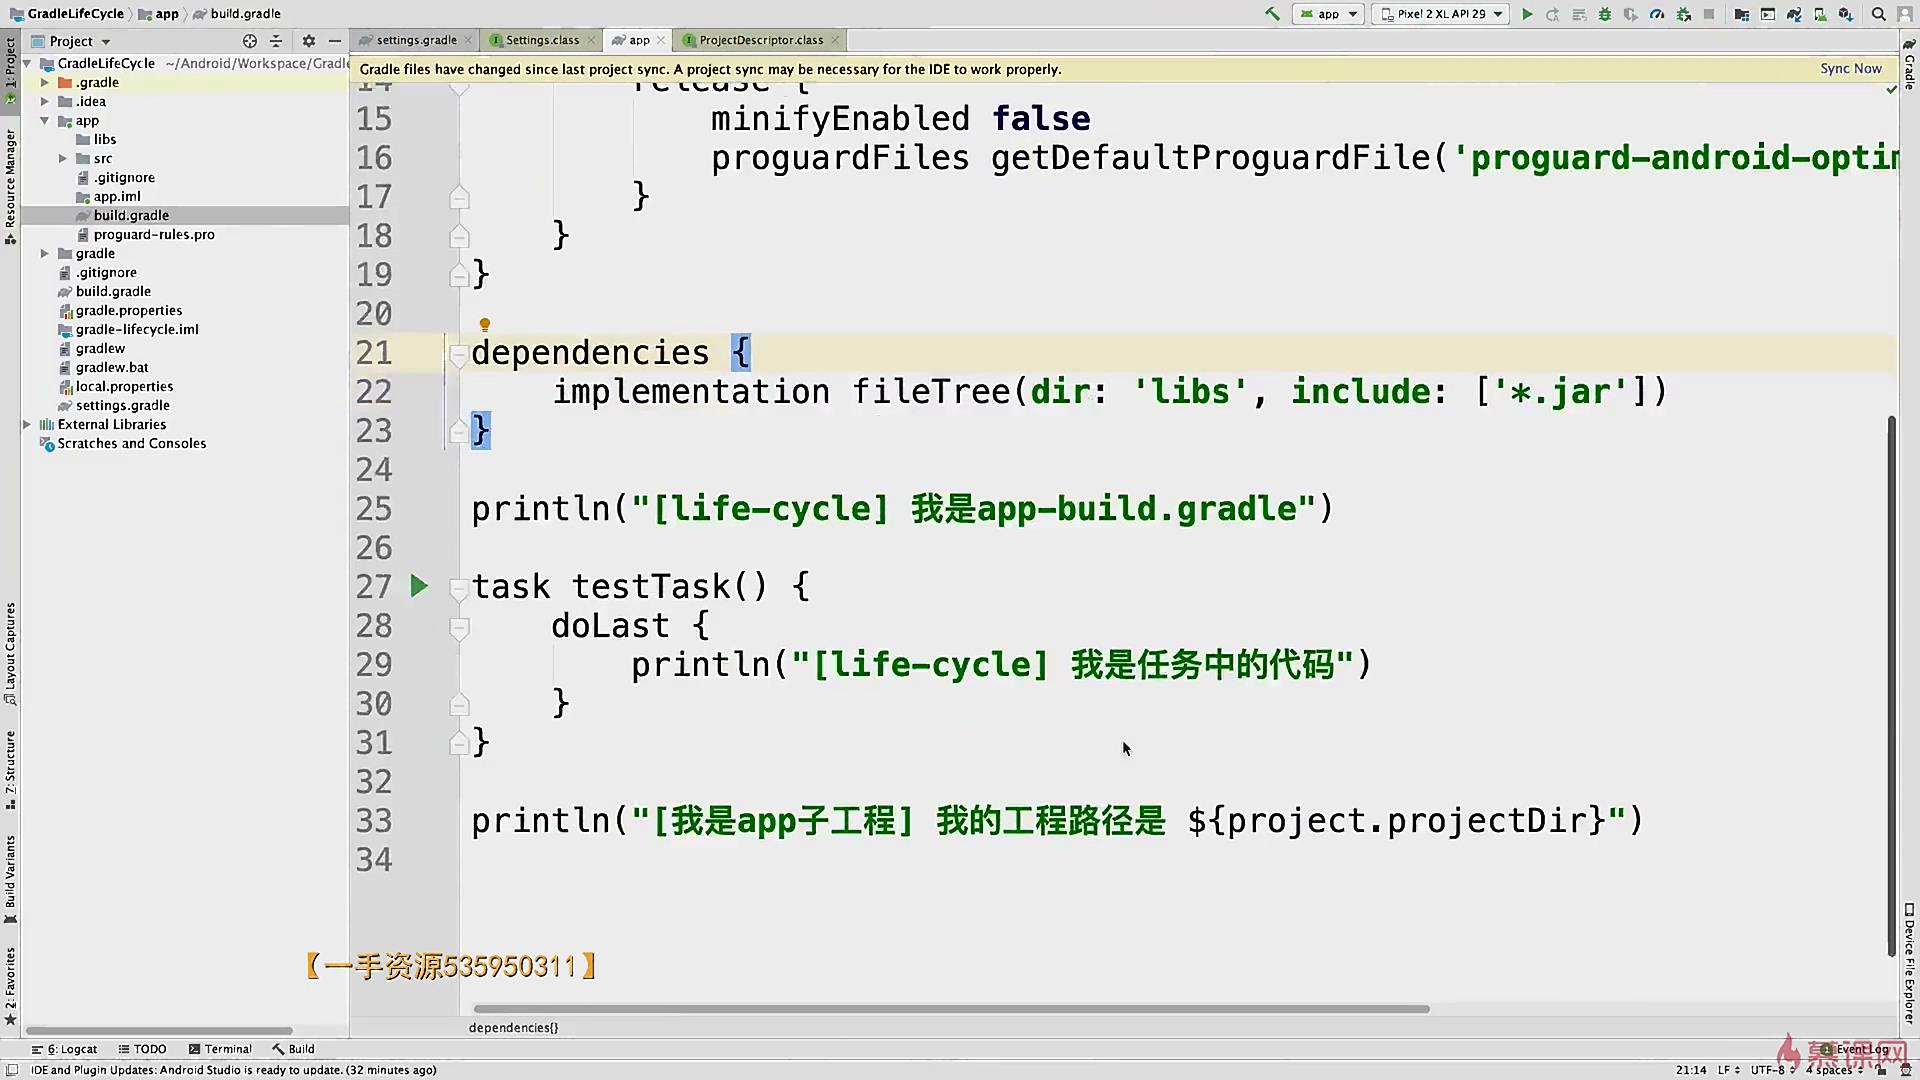 GradleLifeCycle app build.gradle
app Pixel 2 XL API 29
Project
settings.gradle Settings.class app ProjectDescriptor.class
1: Project
Resource Manager
Layout Captures
7: Structure
Build Variants
2: Favorites
GradleLifeCycle ~/Android/Workspace/Gradle
.gradle
.idea
app
libs
src
.gitignore
app.iml
build.gradle
proguard-rules.pro
gradle
.gitignore
build.gradle
gradle.properties
gradle-lifecycle.iml
gradlew
gradlew.bat
local.properties
settings.gradle
External Libraries
Scratches and Consoles
Gradle files have changed since last project sync. A project sync may be necessary for the IDE to work properly. Sync Now
14 release {
15 minifyEnabled false
16 proguardFiles getDefaultProguardFile('proguard-android-optim
17 }
18 }
19 }
20
21 dependencies {
22 implementation fileTree(dir: 'libs', include: ['*.jar'])
23 }
24
25 println("[life-cycle] 我是app-build.gradle")
26
27 task testTask() {
28 doLast {
29 println("[life-cycle] 我是任务中的代码")
30 }
31 }
32
33 println("[我是app子工程] 我的工程路径是 ${project.projectDir}")
34
【一手资源535950311】
dependencies{}
Gradle
Device File Explorer
6: Logcat TODO Terminal Build
Event Log
慕课网
IDE and Plugin Updates: Android Studio is ready to update. (32 minutes ago)
21:14 LF UTF-8 4 spaces